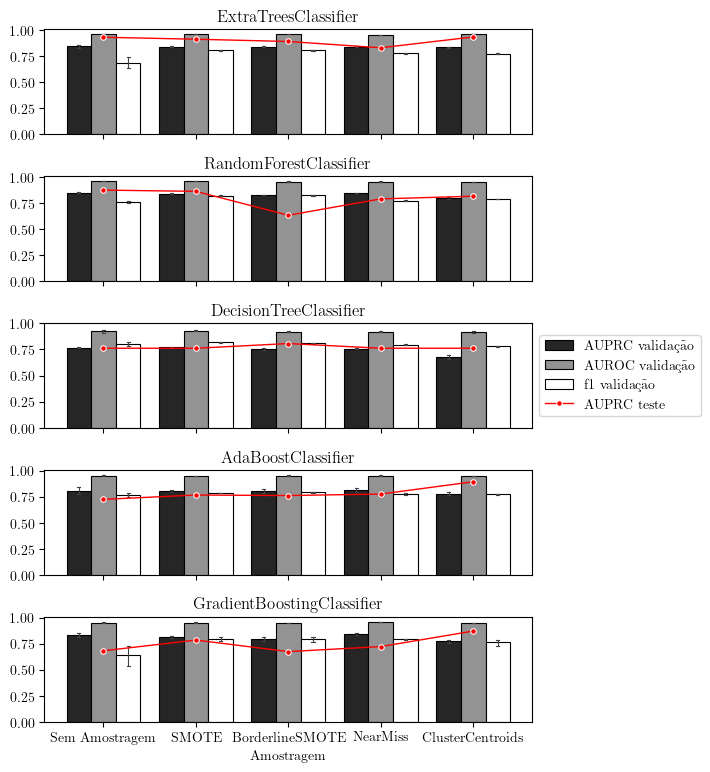 ExtraTreesClassifier
1.00
0.75
0.50
0.25
0.00
RandomForestClassifier
1.00
0.75
0.50
0.25
0.00
DecisionTreeClassifier
1.00
0.75
0.50
0.25
0.00
AUPRC validação
AUROC validação
f1 validação
AUPRC teste
AdaBoostClassifier
1.00
0.75
0.50
0.25
0.00
GradientBoostingClassifier
1.00
0.75
0.50
0.25
0.00
Sem Amostragem SMOTE BorderlineSMOTE NearMiss ClusterCentroids
Amostragem